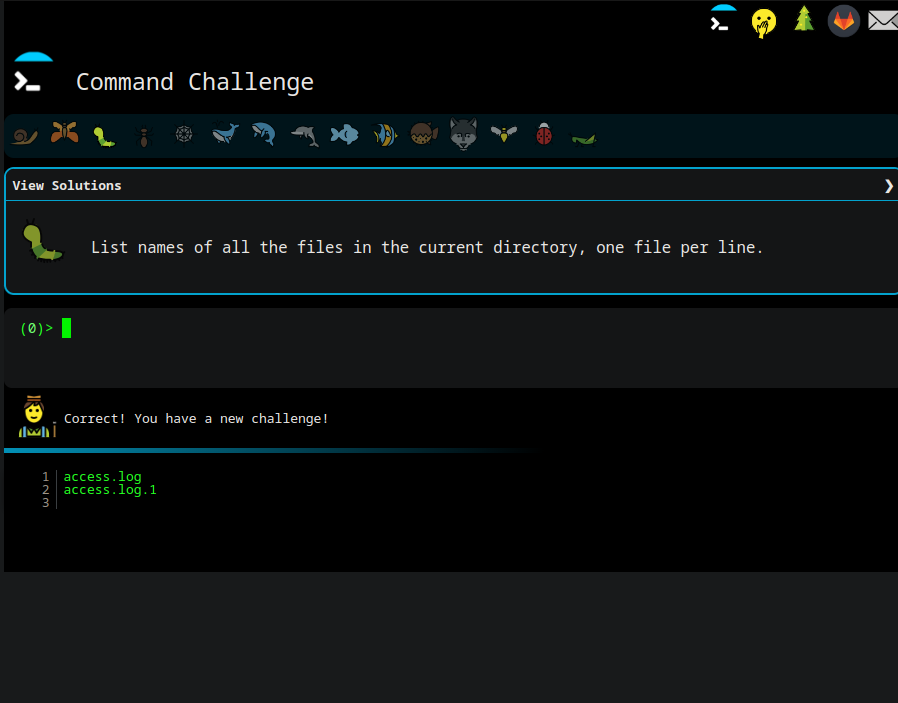 Command Challenge
View Solutions
List names of all the files in the current directory, one file per line.
(0)>
Correct! You have a new challenge!
1 access.log
2 access.log.1
3